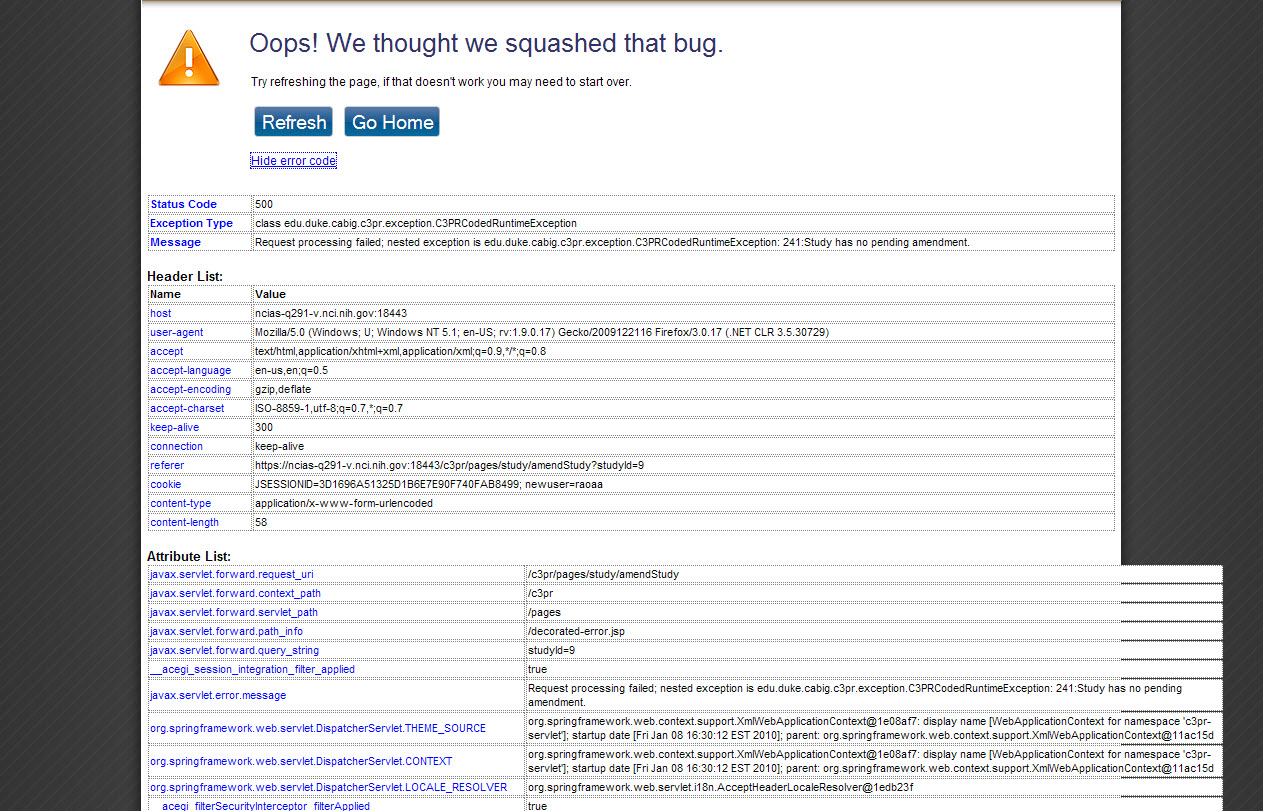 Oops! We thought we squashed that bug.
Try refreshing the page, if that doesn't work you may need to start over.
Refresh Go Home
Hide error code
Status Code 500
Exception Type class edu.duke.cabig.c3pr.exception.C3PRCodedRuntimeException
Message Request processing failed; nested exception is edu.duke.cabig.c3pr.exception.C3PRCodedRuntimeException: 241:Study has no pending amendment.
Header List:
Name Value
host ncias-q291-v.nci.nih.gov:18443
user-agent Mozilla/5.0 (Windows; U; Windows NT 5.1; en-US; rv:1.9.0.17) Gecko/2009122116 Firefox/3.0.17 (.NET CLR 3.5.30729)
accept text/html,application/xhtml+xml,application/xml;q=0.9,*/*;q=0.8
accept-language en-us,en;q=0.5
accept-encoding gzip,deflate
accept-charset ISO-8859-1,utf-8;q=0.7,*;q=0.7
keep-alive 300
connection keep-alive
referer https://ncias-q291-v.nci.nih.gov:18443/c3pr/pages/study/amendStudy?studyId=9
cookie JSESSIONID=3D1696A51325D1B6E7E90F740FAB8499; newuser=raoaa
content-type application/x-www-form-urlencoded
content-length 58
Attribute List:
javax.servlet.forward.request_uri /c3pr/pages/study/amendStudy
javax.servlet.forward.context_path /c3pr
javax.servlet.forward.servlet_path /pages
javax.servlet.forward.path_info /decorated-error.jsp
javax.servlet.forward.query_string studyId=9
__acegi_session_integration_filter_applied true
javax.servlet.error.message Request processing failed; nested exception is edu.duke.cabig.c3pr.exception.C3PRCodedRuntimeException: 241:Study has no pending
amendment.
org.springframework.web.servlet.DispatcherServlet.THEME_SOURCE org.springframework.web.context.support.XmlWebApplicationContext@1e08af7: display name [WebApplicationContext for namespace 'c3pr-
servlet']; startup date [Fri Jan 08 16:30:12 EST 2010]; parent: org.springframework.web.context.support.XmlWebApplicationContext@11ac15d
org.springframework.web.servlet.DispatcherServlet.CONTEXT org.springframework.web.context.support.XmlWebApplicationContext@1e08af7: display name [WebApplicationContext for namespace 'c3pr-
servlet']; startup date [Fri Jan 08 16:30:12 EST 2010]; parent: org.springframework.web.context.support.XmlWebApplicationContext@11ac15d
org.springframework.web.servlet.DispatcherServlet.LOCALE_RESOLVER org.springframework.web.servlet.i18n.AcceptHeaderLocaleResolver@1edb23f
__acegi_filterSecurityInterceptor_filterApplied true